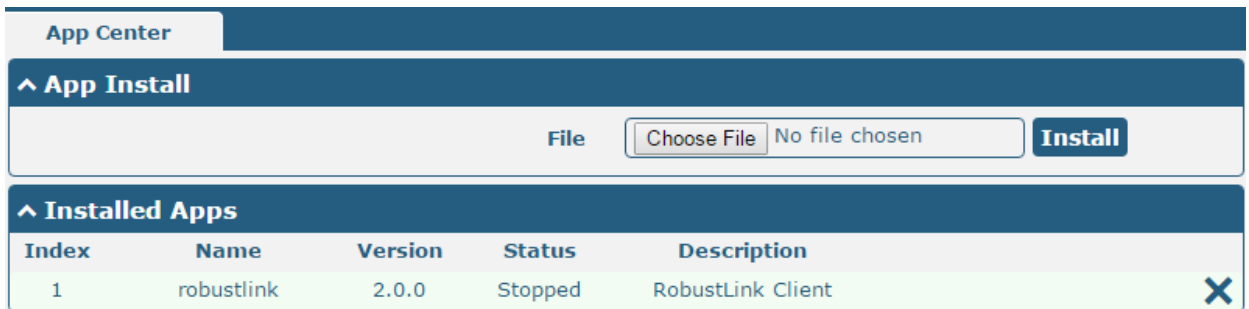 App Center
App Install
File Choose File No file chosen Install
Installed Apps
Index Name Version Status Description
1 robustlink 2.0.0 Stopped RobustLink Client